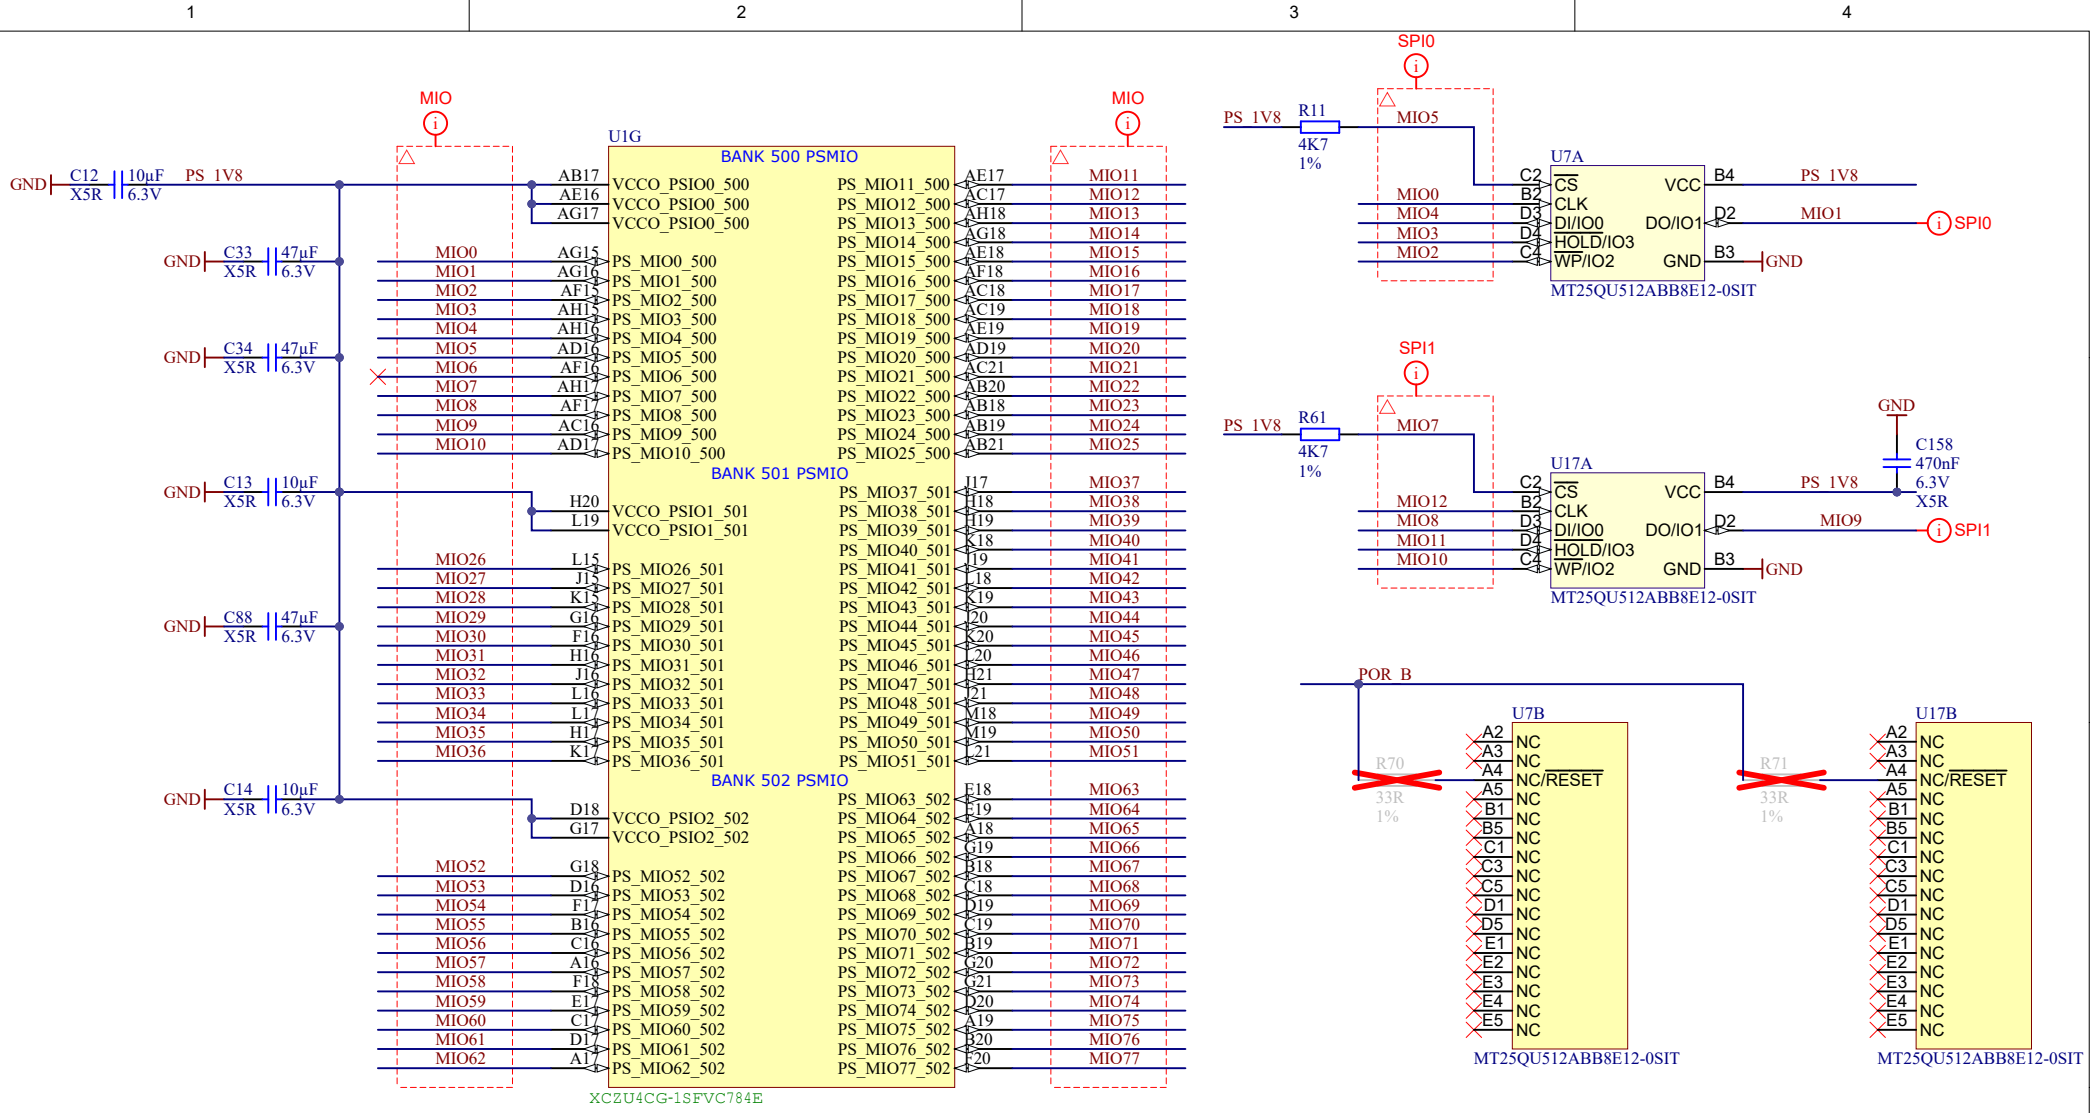 1 2 3 4
SPI0
MIO
MIO
U1G
BANK 500 PSMIO
GND C12 10µF PS_1V8
X5R 6.3V
AB17 VCCO_PSIO0_500
AE16 VCCO_PSIO0_500
AG17 VCCO_PSIO0_500
GND C33 47µF
X5R 6.3V
MIO0 AG15 PS_MIO0_500
MIO1 AG16 PS_MIO1_500
MIO2 AF15 PS_MIO2_500
MIO3 AH15 PS_MIO3_500
MIO4 AH16 PS_MIO4_500
MIO5 AD16 PS_MIO5_500
MIO6 AF16 PS_MIO6_500
MIO7 AH17 PS_MIO7_500
MIO8 AF17 PS_MIO8_500
MIO9 AC16 PS_MIO9_500
MIO10 AD17 PS_MIO10_500
GND C34 47µF
X5R 6.3V
PS_MIO11_500 AE17 MIO11
PS_MIO12_500 AC17 MIO12
PS_MIO13_500 AH18 MIO13
PS_MIO14_500 AG18 MIO14
PS_MIO15_500 AE18 MIO15
PS_MIO16_500 AF18 MIO16
PS_MIO17_500 AC18 MIO17
PS_MIO18_500 AC19 MIO18
PS_MIO19_500 AE19 MIO19
PS_MIO20_500 AD19 MIO20
PS_MIO21_500 AC21 MIO21
PS_MIO22_500 AB20 MIO22
PS_MIO23_500 AB18 MIO23
PS_MIO24_500 AB19 MIO24
PS_MIO25_500 AB21 MIO25
BANK 501 PSMIO
GND C13 10µF
X5R 6.3V
H20 VCCO_PSIO1_501
L19 VCCO_PSIO1_501
GND C88 47µF
X5R 6.3V
MIO26 L15 PS_MIO26_501
MIO27 J15 PS_MIO27_501
MIO28 K15 PS_MIO28_501
MIO29 G16 PS_MIO29_501
MIO30 F16 PS_MIO30_501
MIO31 H16 PS_MIO31_501
MIO32 J16 PS_MIO32_501
MIO33 L16 PS_MIO33_501
MIO34 L17 PS_MIO34_501
MIO35 H17 PS_MIO35_501
MIO36 K17 PS_MIO36_501
PS_MIO37_501 J17 MIO37
PS_MIO38_501 H18 MIO38
PS_MIO39_501 H19 MIO39
PS_MIO40_501 K18 MIO40
PS_MIO41_501 J19 MIO41
PS_MIO42_501 L18 MIO42
PS_MIO43_501 K19 MIO43
PS_MIO44_501 J20 MIO44
PS_MIO45_501 K20 MIO45
PS_MIO46_501 L20 MIO46
PS_MIO47_501 H21 MIO47
PS_MIO48_501 J21 MIO48
PS_MIO49_501 M18 MIO49
PS_MIO50_501 M19 MIO50
PS_MIO51_501 L21 MIO51
BANK 502 PSMIO
GND C14 10µF
X5R 6.3V
D18 VCCO_PSIO2_502
G17 VCCO_PSIO2_502
MIO52 G18 PS_MIO52_502
MIO53 D16 PS_MIO53_502
MIO54 F17 PS_MIO54_502
MIO55 B16 PS_MIO55_502
MIO56 C16 PS_MIO56_502
MIO57 A16 PS_MIO57_502
MIO58 F18 PS_MIO58_502
MIO59 E17 PS_MIO59_502
MIO60 C17 PS_MIO60_502
MIO61 D17 PS_MIO61_502
MIO62 A17 PS_MIO62_502
PS_MIO63_502 E18 MIO63
PS_MIO64_502 E19 MIO64
PS_MIO65_502 A18 MIO65
PS_MIO66_502 G19 MIO66
PS_MIO67_502 B18 MIO67
PS_MIO68_502 C18 MIO68
PS_MIO69_502 D19 MIO69
PS_MIO70_502 C19 MIO70
PS_MIO71_502 B19 MIO71
PS_MIO72_502 G20 MIO72
PS_MIO73_502 G21 MIO73
PS_MIO74_502 D20 MIO74
PS_MIO75_502 A19 MIO75
PS_MIO76_502 B20 MIO76
PS_MIO77_502 F20 MIO77
XCZU4CG-1SFVC784E
PS_1V8 R11 MIO5
4K7
1%
U7A
C2 CS VCC B4 PS_1V8
MIO0 B2 CLK
MIO4 D3 DI/IO0 DO/IO1 D2 MIO1 SPI0
MIO3 D4 HOLD/IO3
MIO2 C4 WP/IO2 GND B3 GND
MT25QU512ABB8E12-0SIT
SPI1
PS_1V8 R61 MIO7
4K7
1%
GND
C158
470nF
6.3V
X5R
U17A
C2 CS VCC B4 PS_1V8
MIO12 B2 CLK
MIO8 D3 DI/IO0 DO/IO1 D2 MIO9 SPI1
MIO11 D4 HOLD/IO3
MIO10 C4 WP/IO2 GND B3 GND
MT25QU512ABB8E12-0SIT
POR_B
R70
33R
1%
U7B
A2 NC
A3 NC
A4 NC/RESET
A5 NC
B1 NC
B5 NC
C1 NC
C3 NC
C5 NC
D1 NC
D5 NC
E1 NC
E2 NC
E3 NC
E4 NC
E5 NC
MT25QU512ABB8E12-0SIT
R71
33R
1%
U17B
A2 NC
A3 NC
A4 NC/RESET
A5 NC
B1 NC
B5 NC
C1 NC
C3 NC
C5 NC
D1 NC
D5 NC
E1 NC
E2 NC
E3 NC
E4 NC
E5 NC
MT25QU512ABB8E12-0SIT